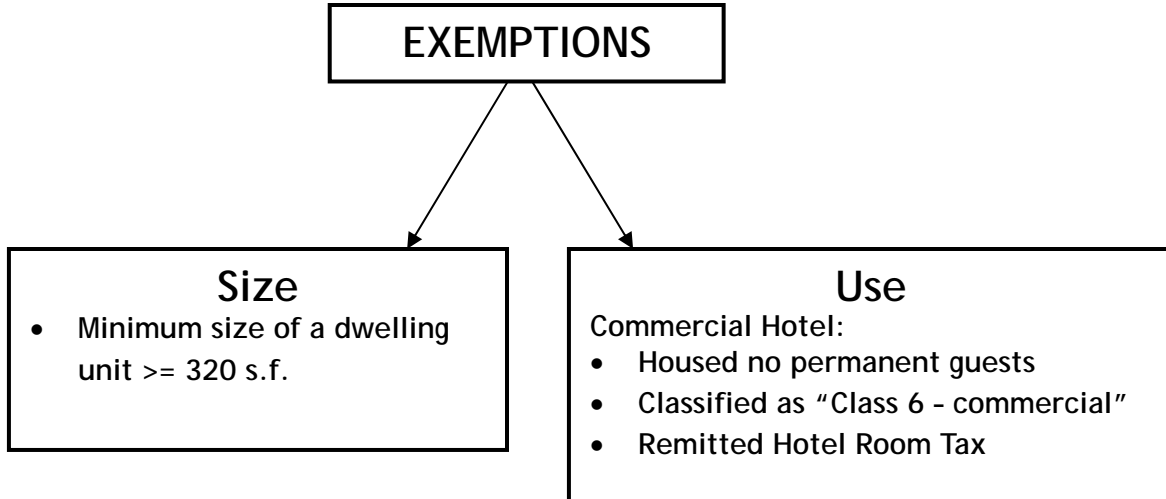 EXEMPTIONS
Size
• Minimum size of a dwelling
unit >= 320 s.f.
Use
Commercial Hotel:
• Housed no permanent guests
• Classified as “Class 6 – commercial”
• Remitted Hotel Room Tax